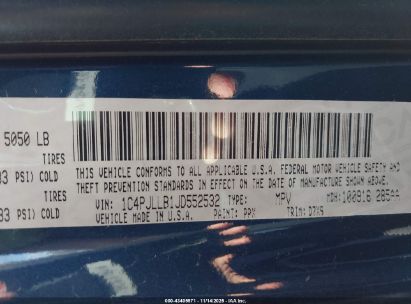 5050 LB
TIRES
33 PSI) COLD
TIRES
33 PSI) COLD
THIS VEHICLE CONFORMS TO ALL APPLICABLE U.S.A. FEDERAL MOTOR VEHICLE SAFETY AND
THEFT PREVENTION STANDARDS IN EFFECT ON THE DATE OF MANUFACTURE SHOWN ABOVE.
VIN: 1C4PJLLB1JD552532 TYPE: MPV MDH: 100916
VEHICLE MADE IN U.S.A. PAINT: TRIM: